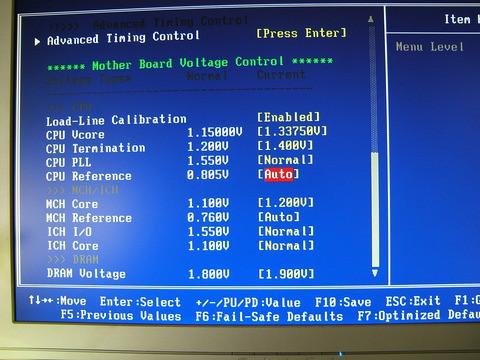 >>>>> Advanced Timing Control
Advanced Timing Control [Press Enter]
****** Mother Board Voltage Control ******
Voltage Types Normal Current
>>> CPU
Load-Line Calibration [Enabled]
CPU Vcore 1.15000V [1.33750V]
CPU Termination 1.200V [1.400V]
CPU PLL 1.550V [Normal]
CPU Reference 0.805V [Auto]
>>> MCH/ICH
MCH Core 1.100V [1.200V]
MCH Reference 0.760V [Auto]
ICH I/O 1.550V [Normal]
ICH Core 1.100V [Normal]
>>> DRAM
DRAM Voltage 1.800V [1.900V]
Item
Menu Level
↑↓→←:Move Enter:Select +/-/PU/PD:Value F10:Save ESC:Exit F1:G
F5:Previous Values F6:Fail-Safe Defaults F7:Optimized Defau